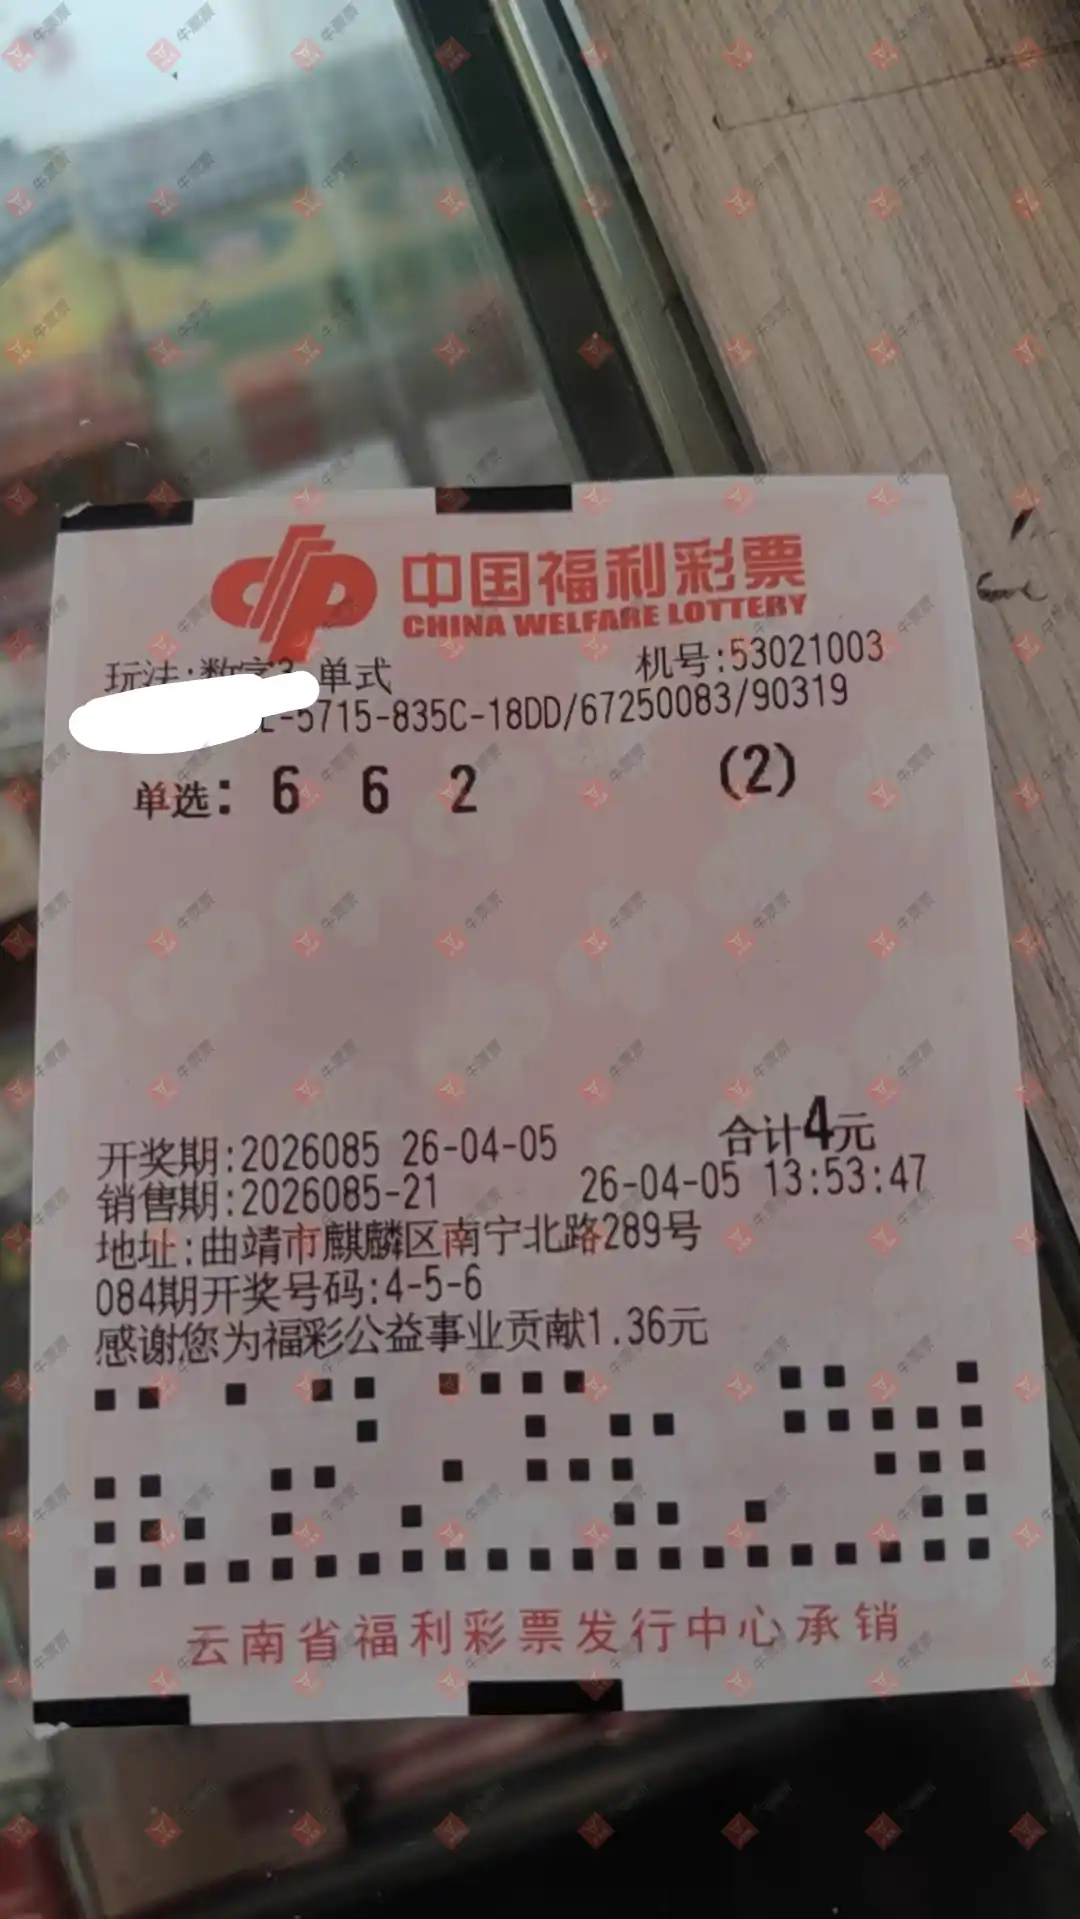 中国福利彩票
CHINA WELFARE LOTTERY
玩法:数字3 单式 机号:53021003
-5715-835C-18DD/67250083/90319
单选: 6 6 2 (2)
开奖期:2026085 26-04-05 合计4元
销售期:2026085-21 26-04-05 13:53:47
地址:曲靖市麒麟区南宁北路289号
084期开奖号码:4-5-6
感谢您为福彩公益事业贡献1.36元
云南省福利彩票发行中心承销